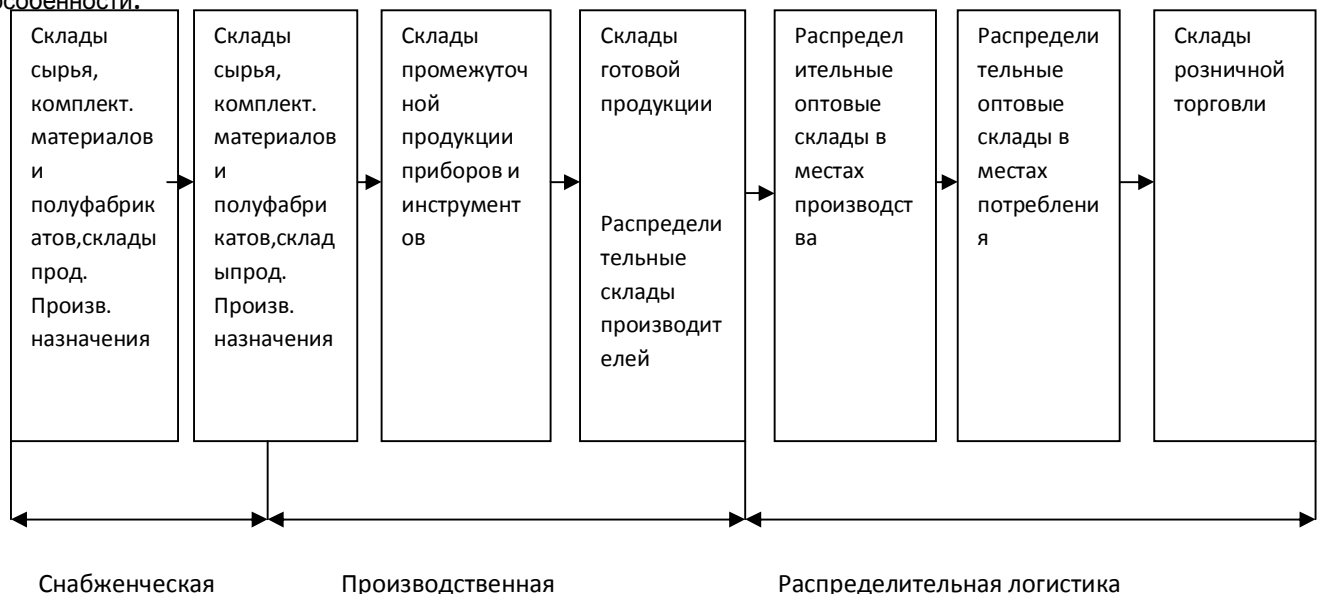 особенности.
Склады
сырья,
комплект.
материалов
и
полуфабрик
атов,склады
прод.
Произв.
назначения
Склады
сырья,
комплект.
материалов
и
полуфабри
катов,склад
ыпрод.
Произв.
назначения
Склады
промежуточ
ной
продукции
приборов и
инструмент
ов
Склады
готовой
продукции
Распредели
тельные
склады
производит
елей
Распредел
ительные
оптовые
склады в
местах
производст
ва
Распредели
тельные
оптовые
склады в
местах
потреблени
я
Склады
розничной
торговли
Снабженческая
Производственная
Распределительная логистика